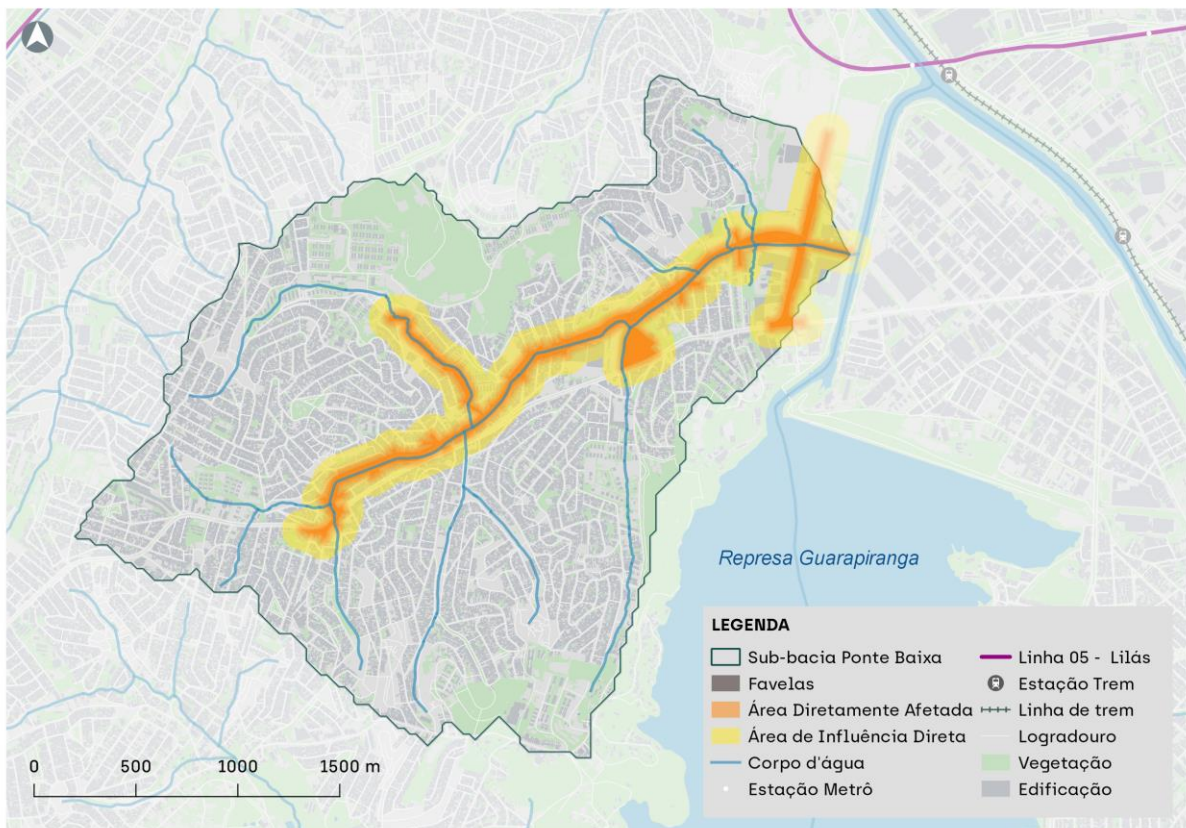 Represa Guarapiranga
LEGENDA
Sub-bacia Ponte Baixa
Favelas
Área Diretamente Afetada
Área de Influência Direta
Corpo d'água
Estação Metrô
Linha 05 - Lilás
Estação Trem
Linha de trem
Logradouro
Vegetação
Edificação
0 500 1000 1500 m